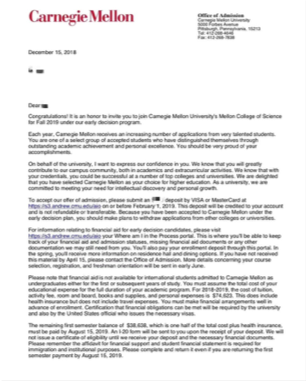 Carnegie Mellon
Office of Admission
Carnegie Mellon University
5000 Forbes Avenue
Pittsburgh, Pennsylvania, 15213
December 15, 2018
Dear
Congratulations! It is an honor to invite you to join Carnegie Mellon University's Mellon College of Science
for Fall 2019 under our early decision program.
Each year, Carnegie Mellon receives an increasing number of applications from very talented students.
You are one of a select group of accepted students who have distinguished themselves through
outstanding academic achievement and personal excellence. You should be very proud of your
accomplishments.
On behalf of the university, I want to express our confidence in you. We know that you will greatly
contribute to our campus community, both in academics and extracurricular activities. We know that with
your credentials, you could be successful at a number of top colleges and universities. We are delighted
that you have selected Carnegie Mellon as your choice for higher education. As a university, we are
committed to meeting your need for intellectual discovery and personal growth.
To accept our offer of admission, please submit an deposit by VISA or MasterCard at
https://s3.andrew.cmu.edu/ on or before February 1, 2019. This deposit will be credited to your account
and is not refundable or transferable. Because you have been accepted to Carnegie Mellon under the
early decision plan, you should make plans to withdraw applications from other colleges or universities.
For information relating to financial aid for early decision candidates, please visit
https://s3.andrew.cmu.edu/ your Where am I in the Process portal. This is where you'll be able to keep
track of your financial aid and admission statuses, missing financial aid documents or any other
documentation we may still need from you. You'll also pay your enrollment deposit through this portal. In
the spring, you'll receive more information on residence hall and dining options. If you have not received
this material by April 15, please contact the Office of Admission. More details concerning your course
selection, registration, and freshman orientation will be sent in early June.
Please note that financial aid is not available for international students admitted to Carnegie Mellon as
undergraduates either for the first or subsequent years of study. You must assume the total cost of your
educational expense for the full duration of your academic program. For 2018-2019, the cost of tuition,
activity fee, room and board, books and supplies, and personal expenses is $74,623. This does include
health insurance but does not include travel expenses. You must make financial arrangements well in
advance of enrollment. Certification that financial obligations can be met will be required by the university
and also by the United States official who issues the necessary visas.
The remaining first semester balance of $38,638, which is one half of the total cost plus health insurance,
must be paid by August 15, 2019. An I-20 form will be sent to you upon the receipt of your deposit. We will
not issue a certificate of eligibility until we receive your deposit and the necessary financial documents.
Please remember the affidavit for financial support and student financial statement is required for
immigration and institutional purposes. Please complete and return it even if you are returning the first
semester payment by August 15, 2019.